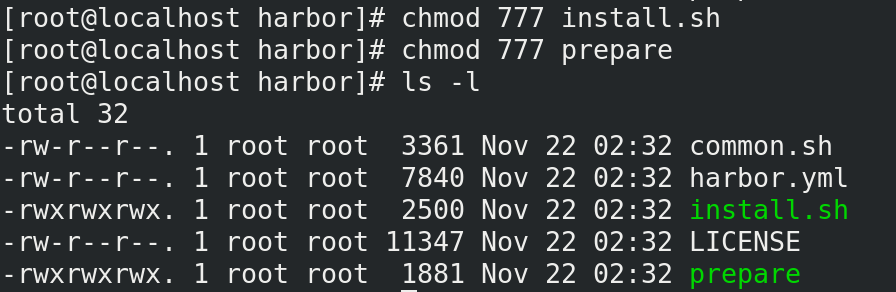 [root@localhost harbor]# chmod 777 install.sh
[root@localhost harbor]# chmod 777 prepare
[root@localhost harbor]# ls -l
total 32
-rw-r--r--. 1 root root  3361 Nov 22 02:32 common.sh
-rw-r--r--. 1 root root  7840 Nov 22 02:32 harbor.yml
-rwxrwxrwx. 1 root root  2500 Nov 22 02:32 install.sh
-rw-r--r--. 1 root root 11347 Nov 22 02:32 LICENSE
-rwxrwxrwx. 1 root root  1881 Nov 22 02:32 prepare